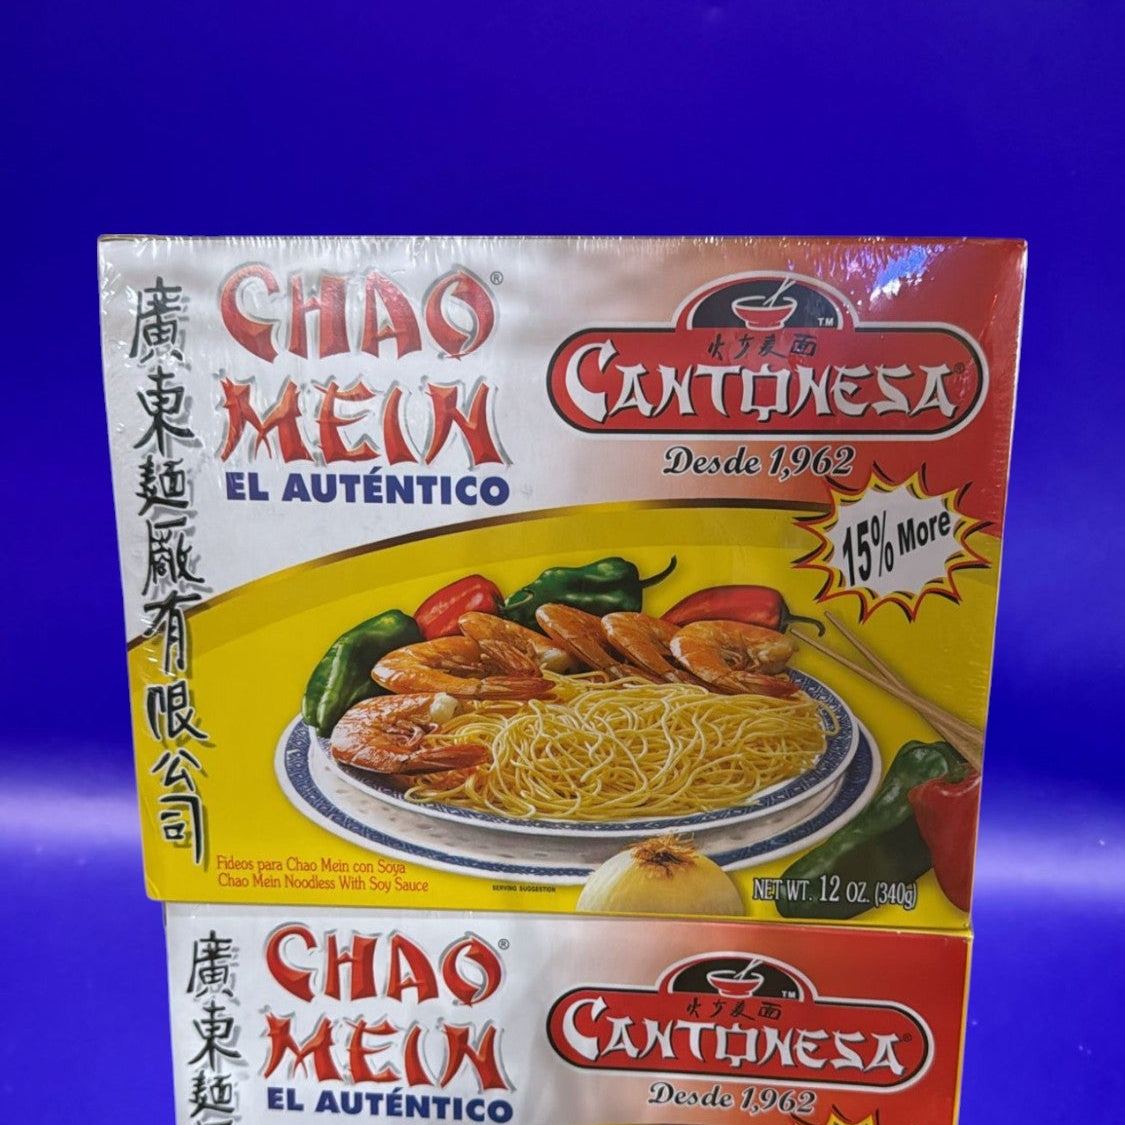 廣東麵廠有限公司
CHAO®
MEIN
EL AUTÉNTICO
TM
CANTONESA®
Desde 1,962
15% More
Fideos para Chao Mein con Soya
Chao Mein Noodless With Soy Sauce
SERVING SUGGESTION
NET WT. 12 OZ. (340g)
廣東麵
CHAO®
MEIN
EL AUTÉNTICO
TM
CANTONESA®
Desde 1,962